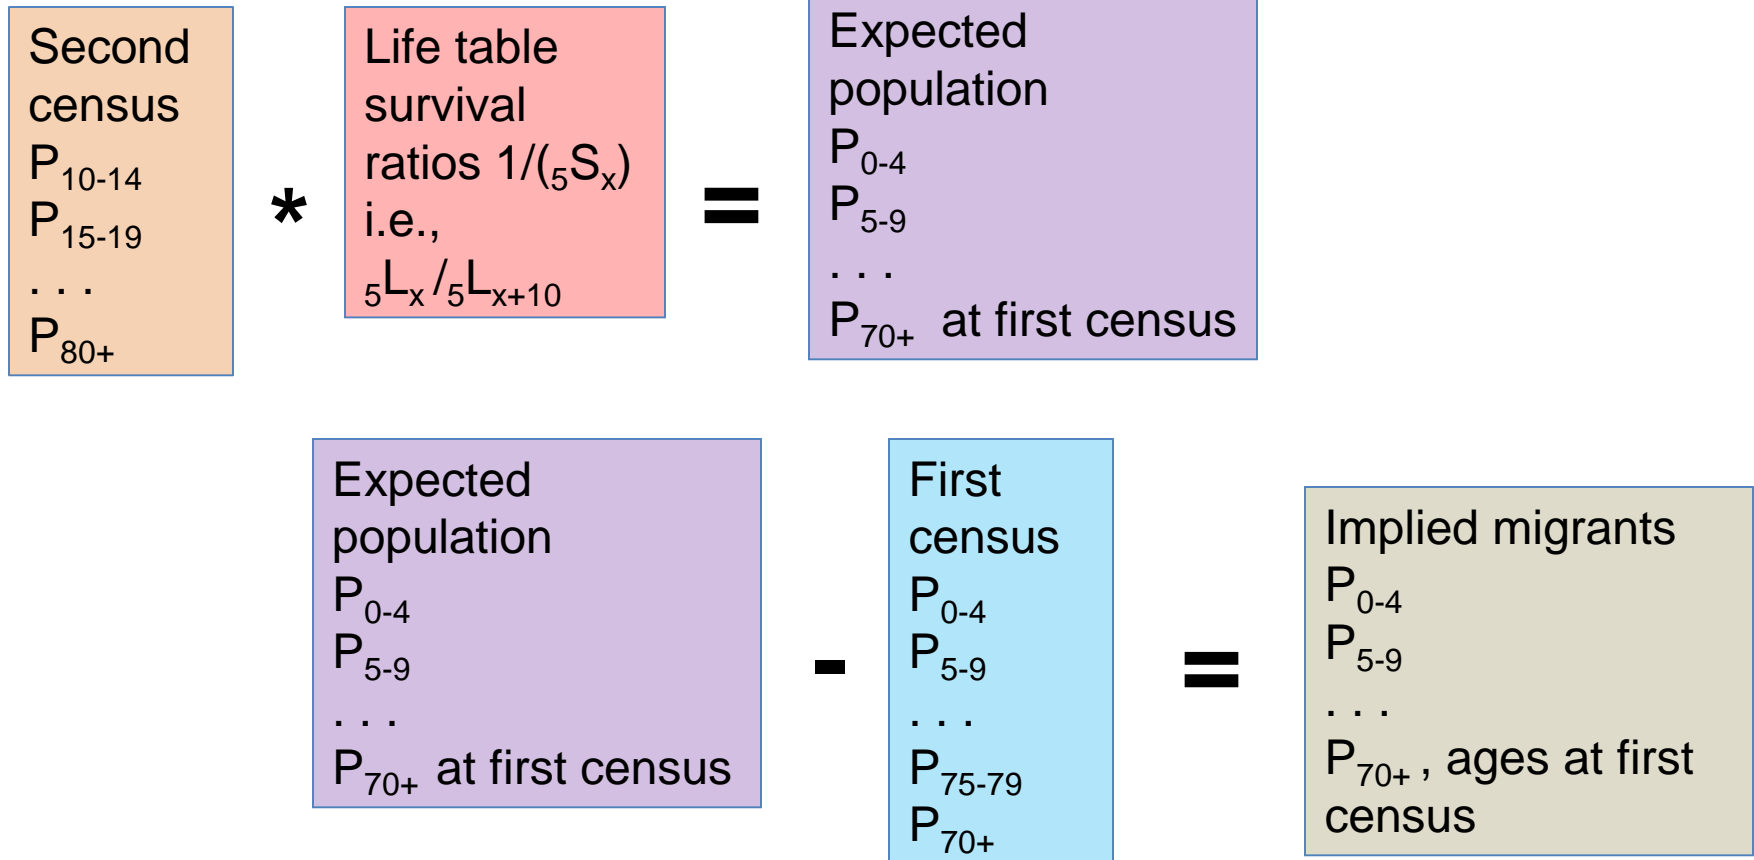 Second
census
P₁₀₋₁₄
P₁₅₋₁₉
. . .
P₈₀₊
*
Life table
survival
ratios 1/(₅Sₓ)
i.e.,
₅Lₓ /₅Lₓ₊₁₀
=
Expected
population
P₀₋₄
P₅₋₉
. . .
P₇₀₊ at first census
Expected
population
P₀₋₄
P₅₋₉
. . .
P₇₀₊ at first census
-
First
census
P₀₋₄
P₅₋₉
. . .
P₇₅₋₇₉
P₇₀₊
=
Implied migrants
P₀₋₄
P₅₋₉
. . .
P₇₀₊ , ages at first
census